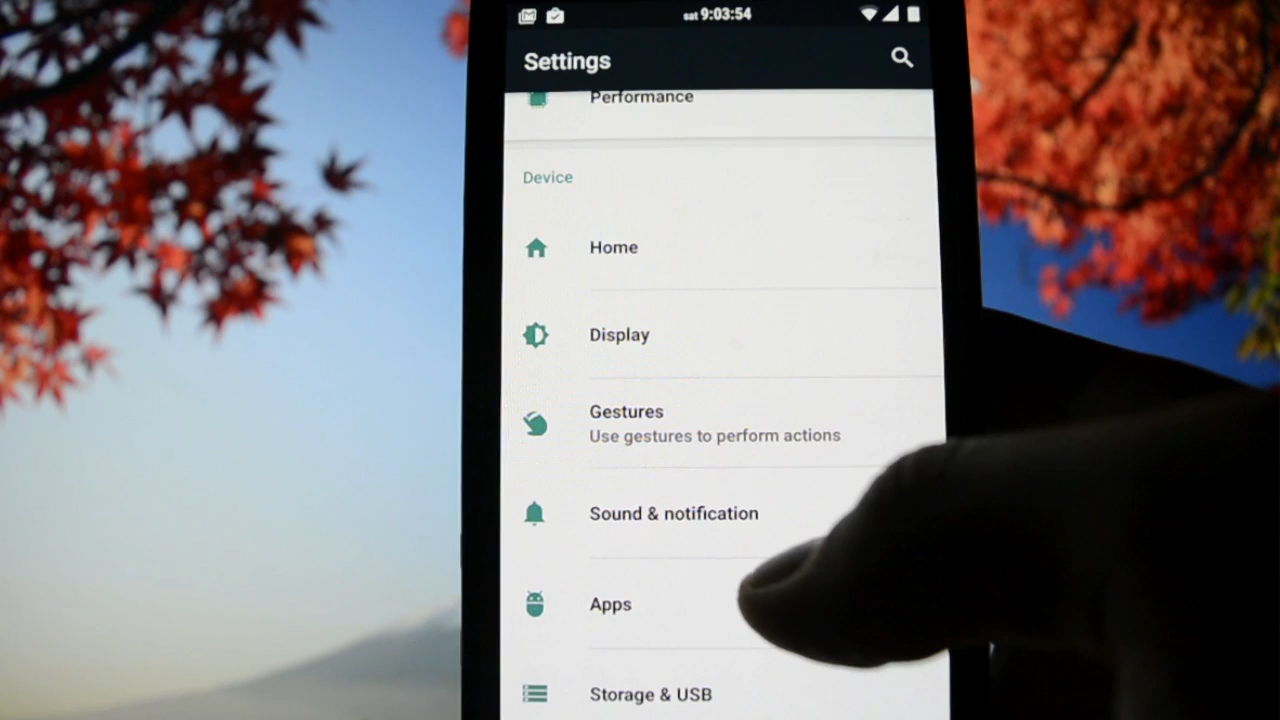 sat 9:03:54
Settings
Performance
Device
Home
Display
Gestures
Use gestures to perform actions
Sound & notification
Apps
Storage & USB